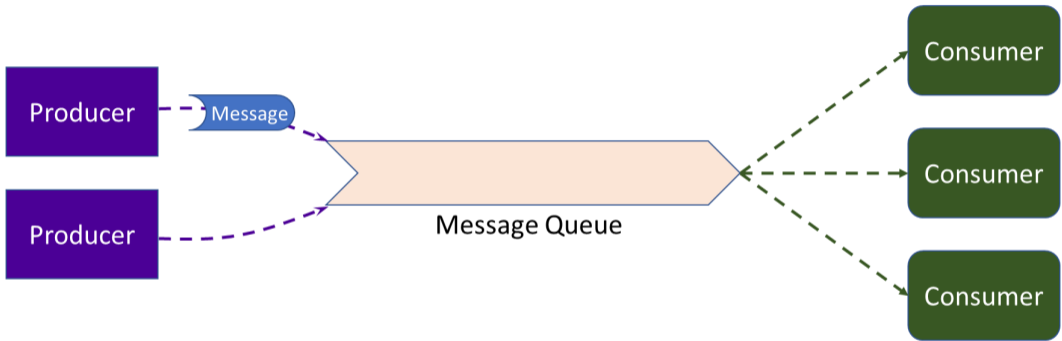 Producer
Message
Producer
Message Queue
Consumer
Consumer
Consumer